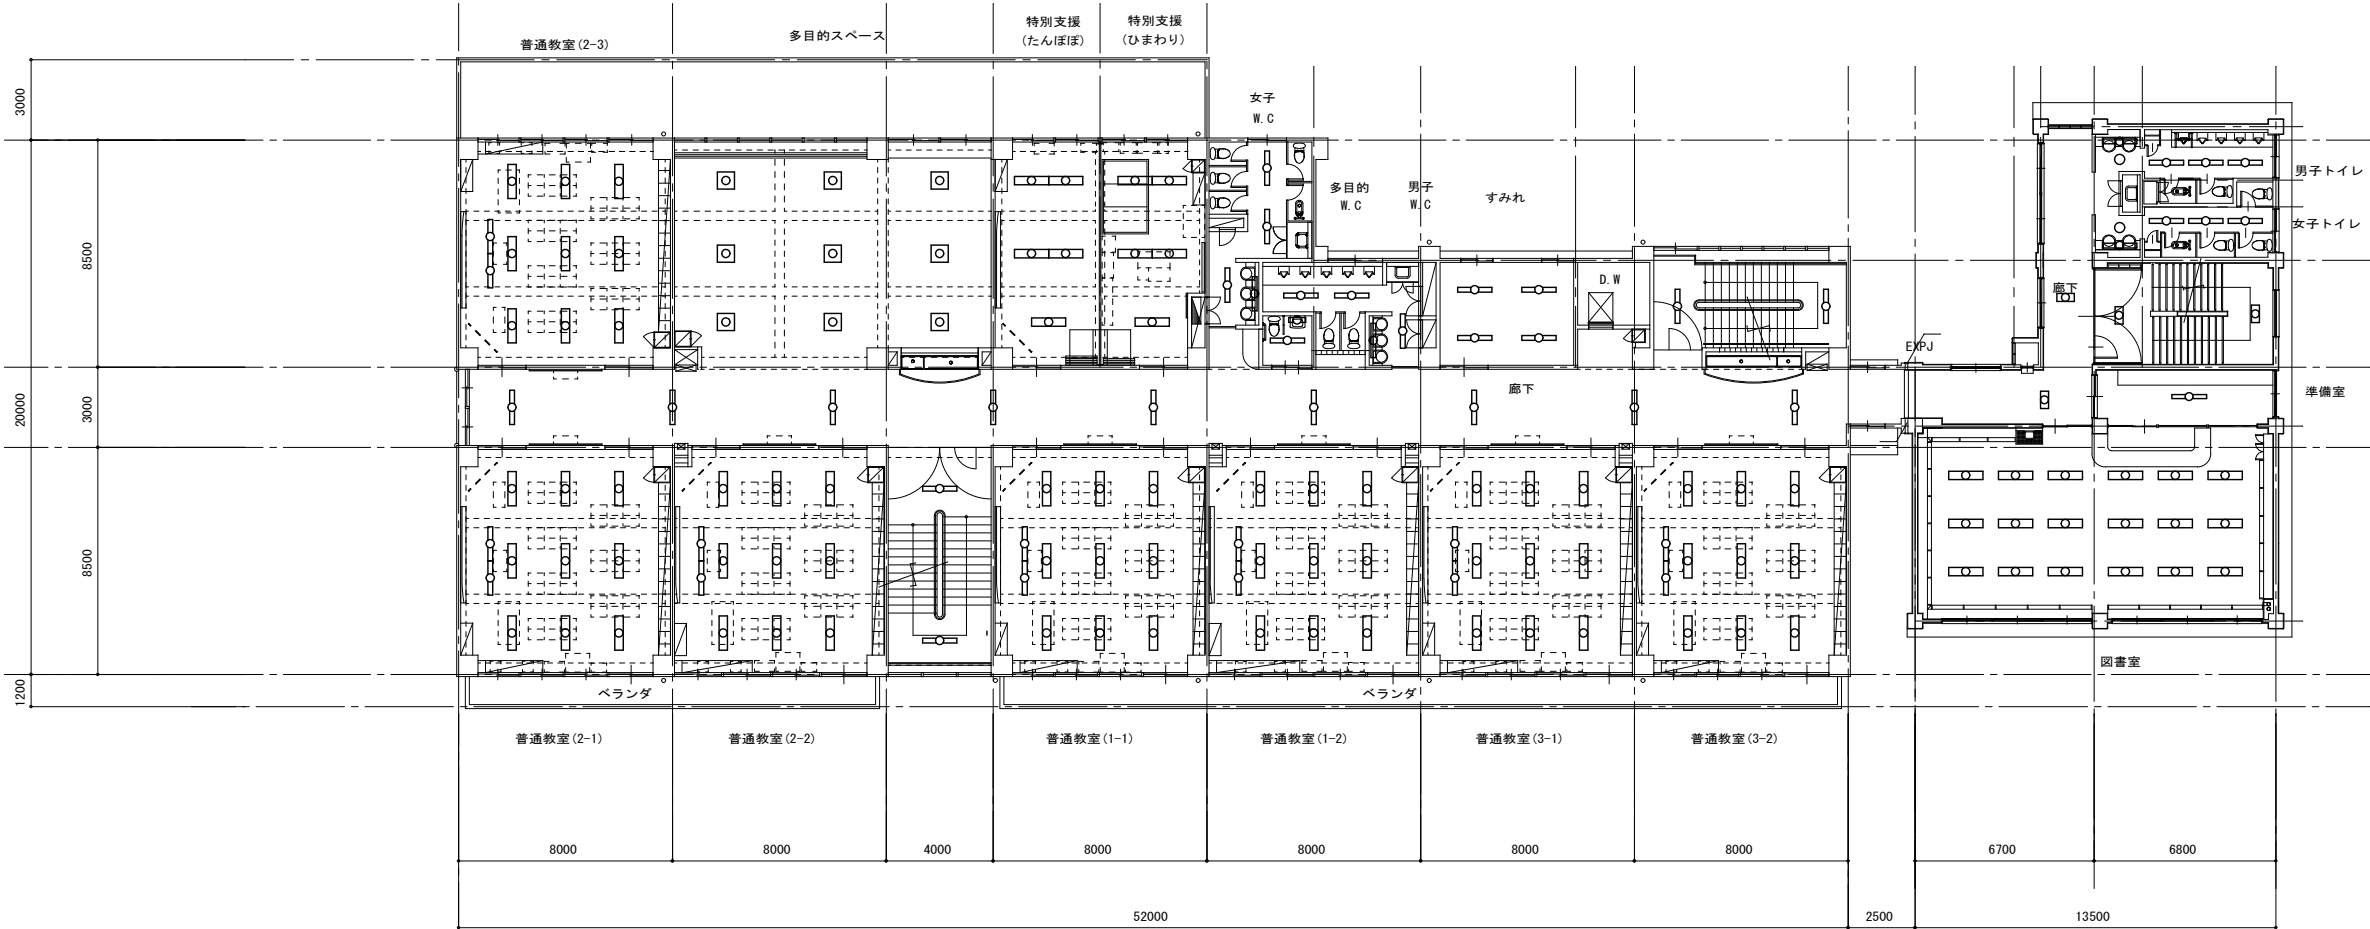 普通教室(2-3)
多目的スペース
特別支援
(たんぽぽ)
特別支援
(ひまわり)
3000
8500
20000
3000
8500
1200
女子
W.C
多目的
W.C
男子
W.C
すみれ
D.W
男子トイレ
女子トイレ
廊下
EXPJ
廊下
準備室
図書室
ベランダ
ベランダ
普通教室(2-1)
普通教室(2-2)
普通教室(1-1)
普通教室(1-2)
普通教室(3-1)
普通教室(3-2)
8000
8000
4000
8000
8000
8000
8000
6700
6800
52000
2500
13500